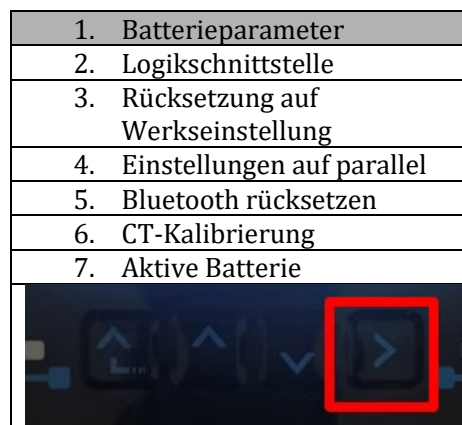 1. Batterieparameter
2. Logikschnittstelle
3. Rücksetzung auf
Werkseinstellung
4. Einstellungen auf parallel
5. Bluetooth rücksetzen
6. CT-Kalibrierung
7. Aktive Batterie